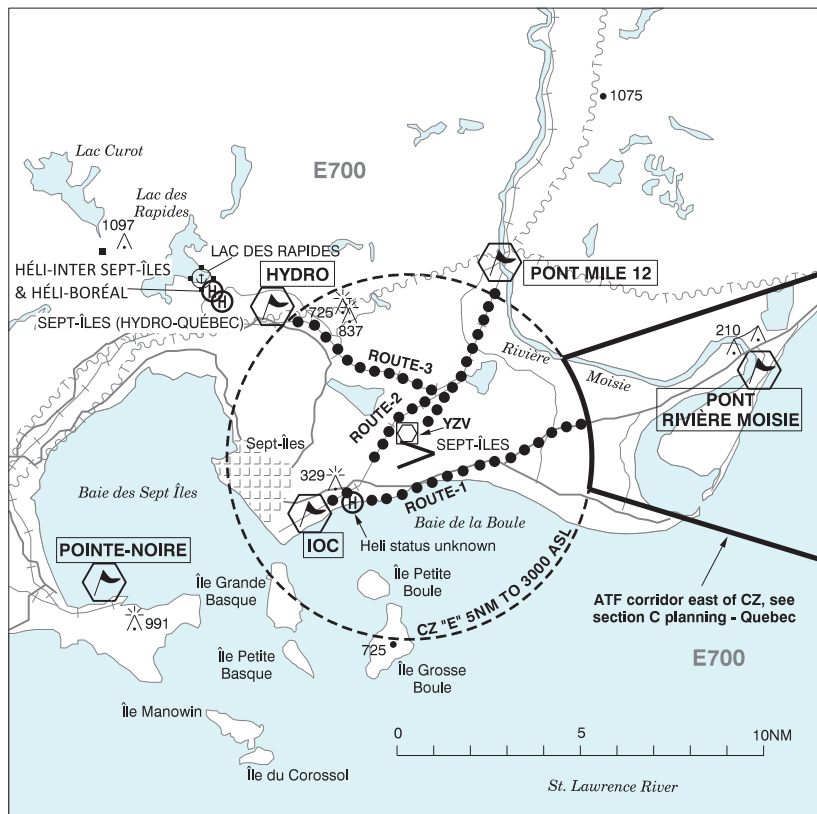 1075
Lac Curot
E700
Lac des
Rapides
1097
LAC DES RAPIDES
HÉLI-INTER SEPT-ÎLES
& HÉLI-BORÉAL
HYDRO
PONT MILE 12
H
H
SEPT-ÎLES (HYDRO-QUÉBEC)
725
837
210
ROUTE-3
Rivière
Moisie
PONT
RIVIÈRE MOISIE
ROUTE-2
YZV
SEPT-ÎLES
Sept-Îles
329
ROUTE-1
Baie des Sept Îles
H
Baie de la Boule
IOC
Heli status unknown
POINTE-NOIRE
Île Grande
Basque
Île Petite
Boule
CZ "E" 5NM TO 3000 ASL
ATF corridor east of CZ, see
section C planning - Quebec
991
725
Île Petite
Basque
Île Grosse
Boule
E700
Île Manowin
0
5
10NM
Île du Corossol
St. Lawrence River